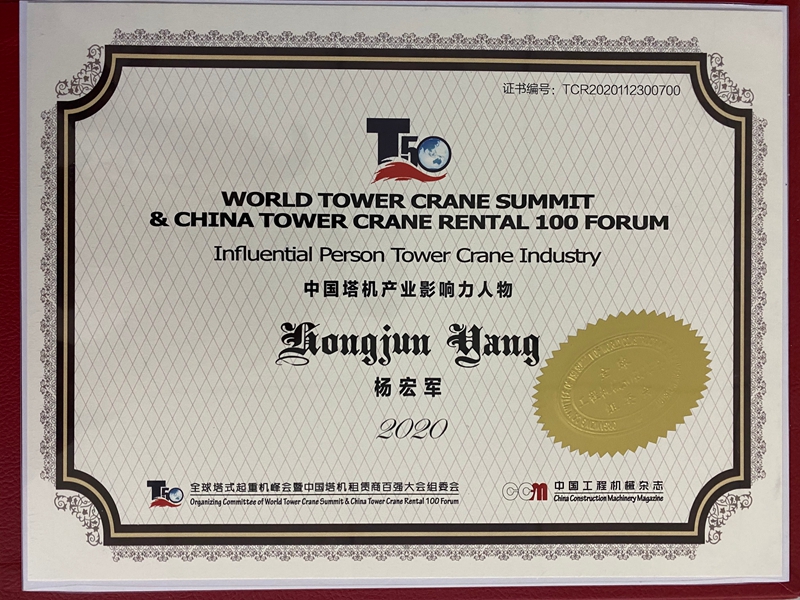 证书编号：TCR2020112300700
T50
WORLD TOWER CRANE SUMMIT
& CHINA TOWER CRANE RENTAL 100 FORUM
Influential Person Tower Crane Industry
中国塔机产业影响力人物
Hongjun Yang
杨宏军
2020
T50 全球塔式起重机峰会暨中国塔机租赁商百强大会组委会
Organizing Committee of World Tower Crane Summit & China Tower Crane Rental 100 Forum
CCM 中国工程机械杂志
China Construction Machinery Magazine